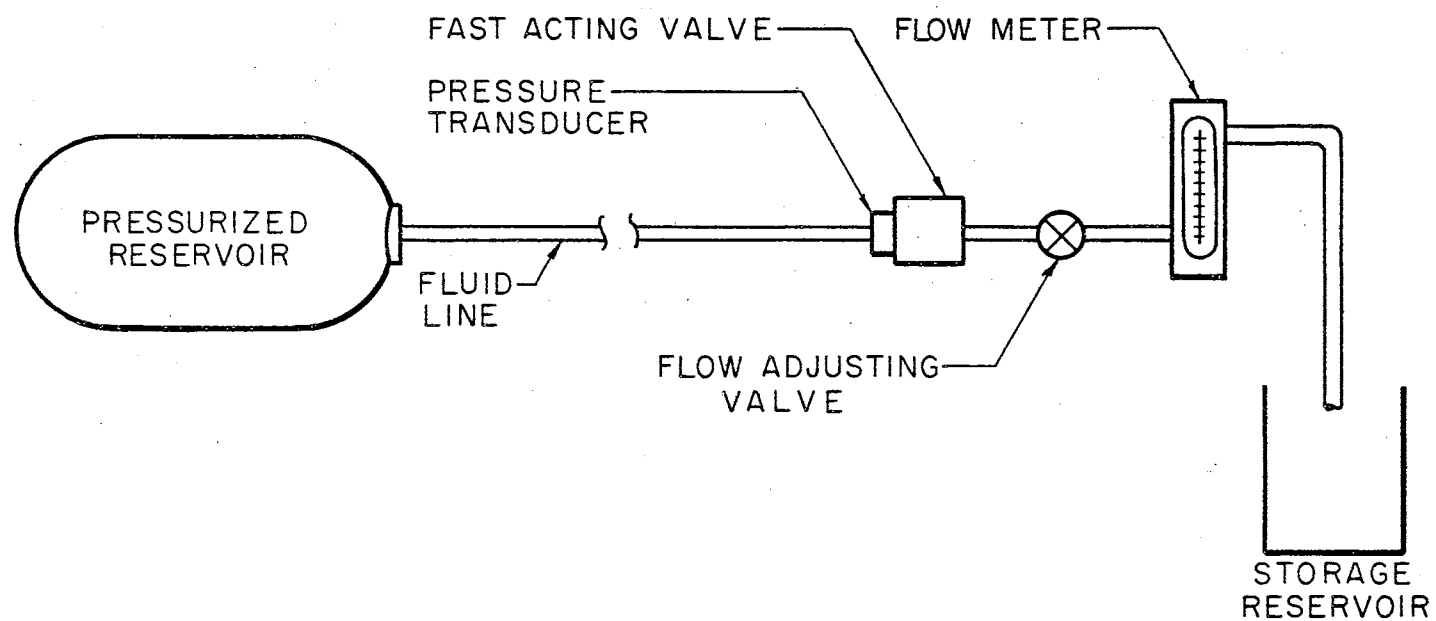 FAST ACTING VALVE
FLOW METER
PRESSURE
TRANSDUCER
PRESSURIZED
RESERVOIR
FLUID
LINE
FLOW ADJUSTING
VALVE
STORAGE
RESERVOIR